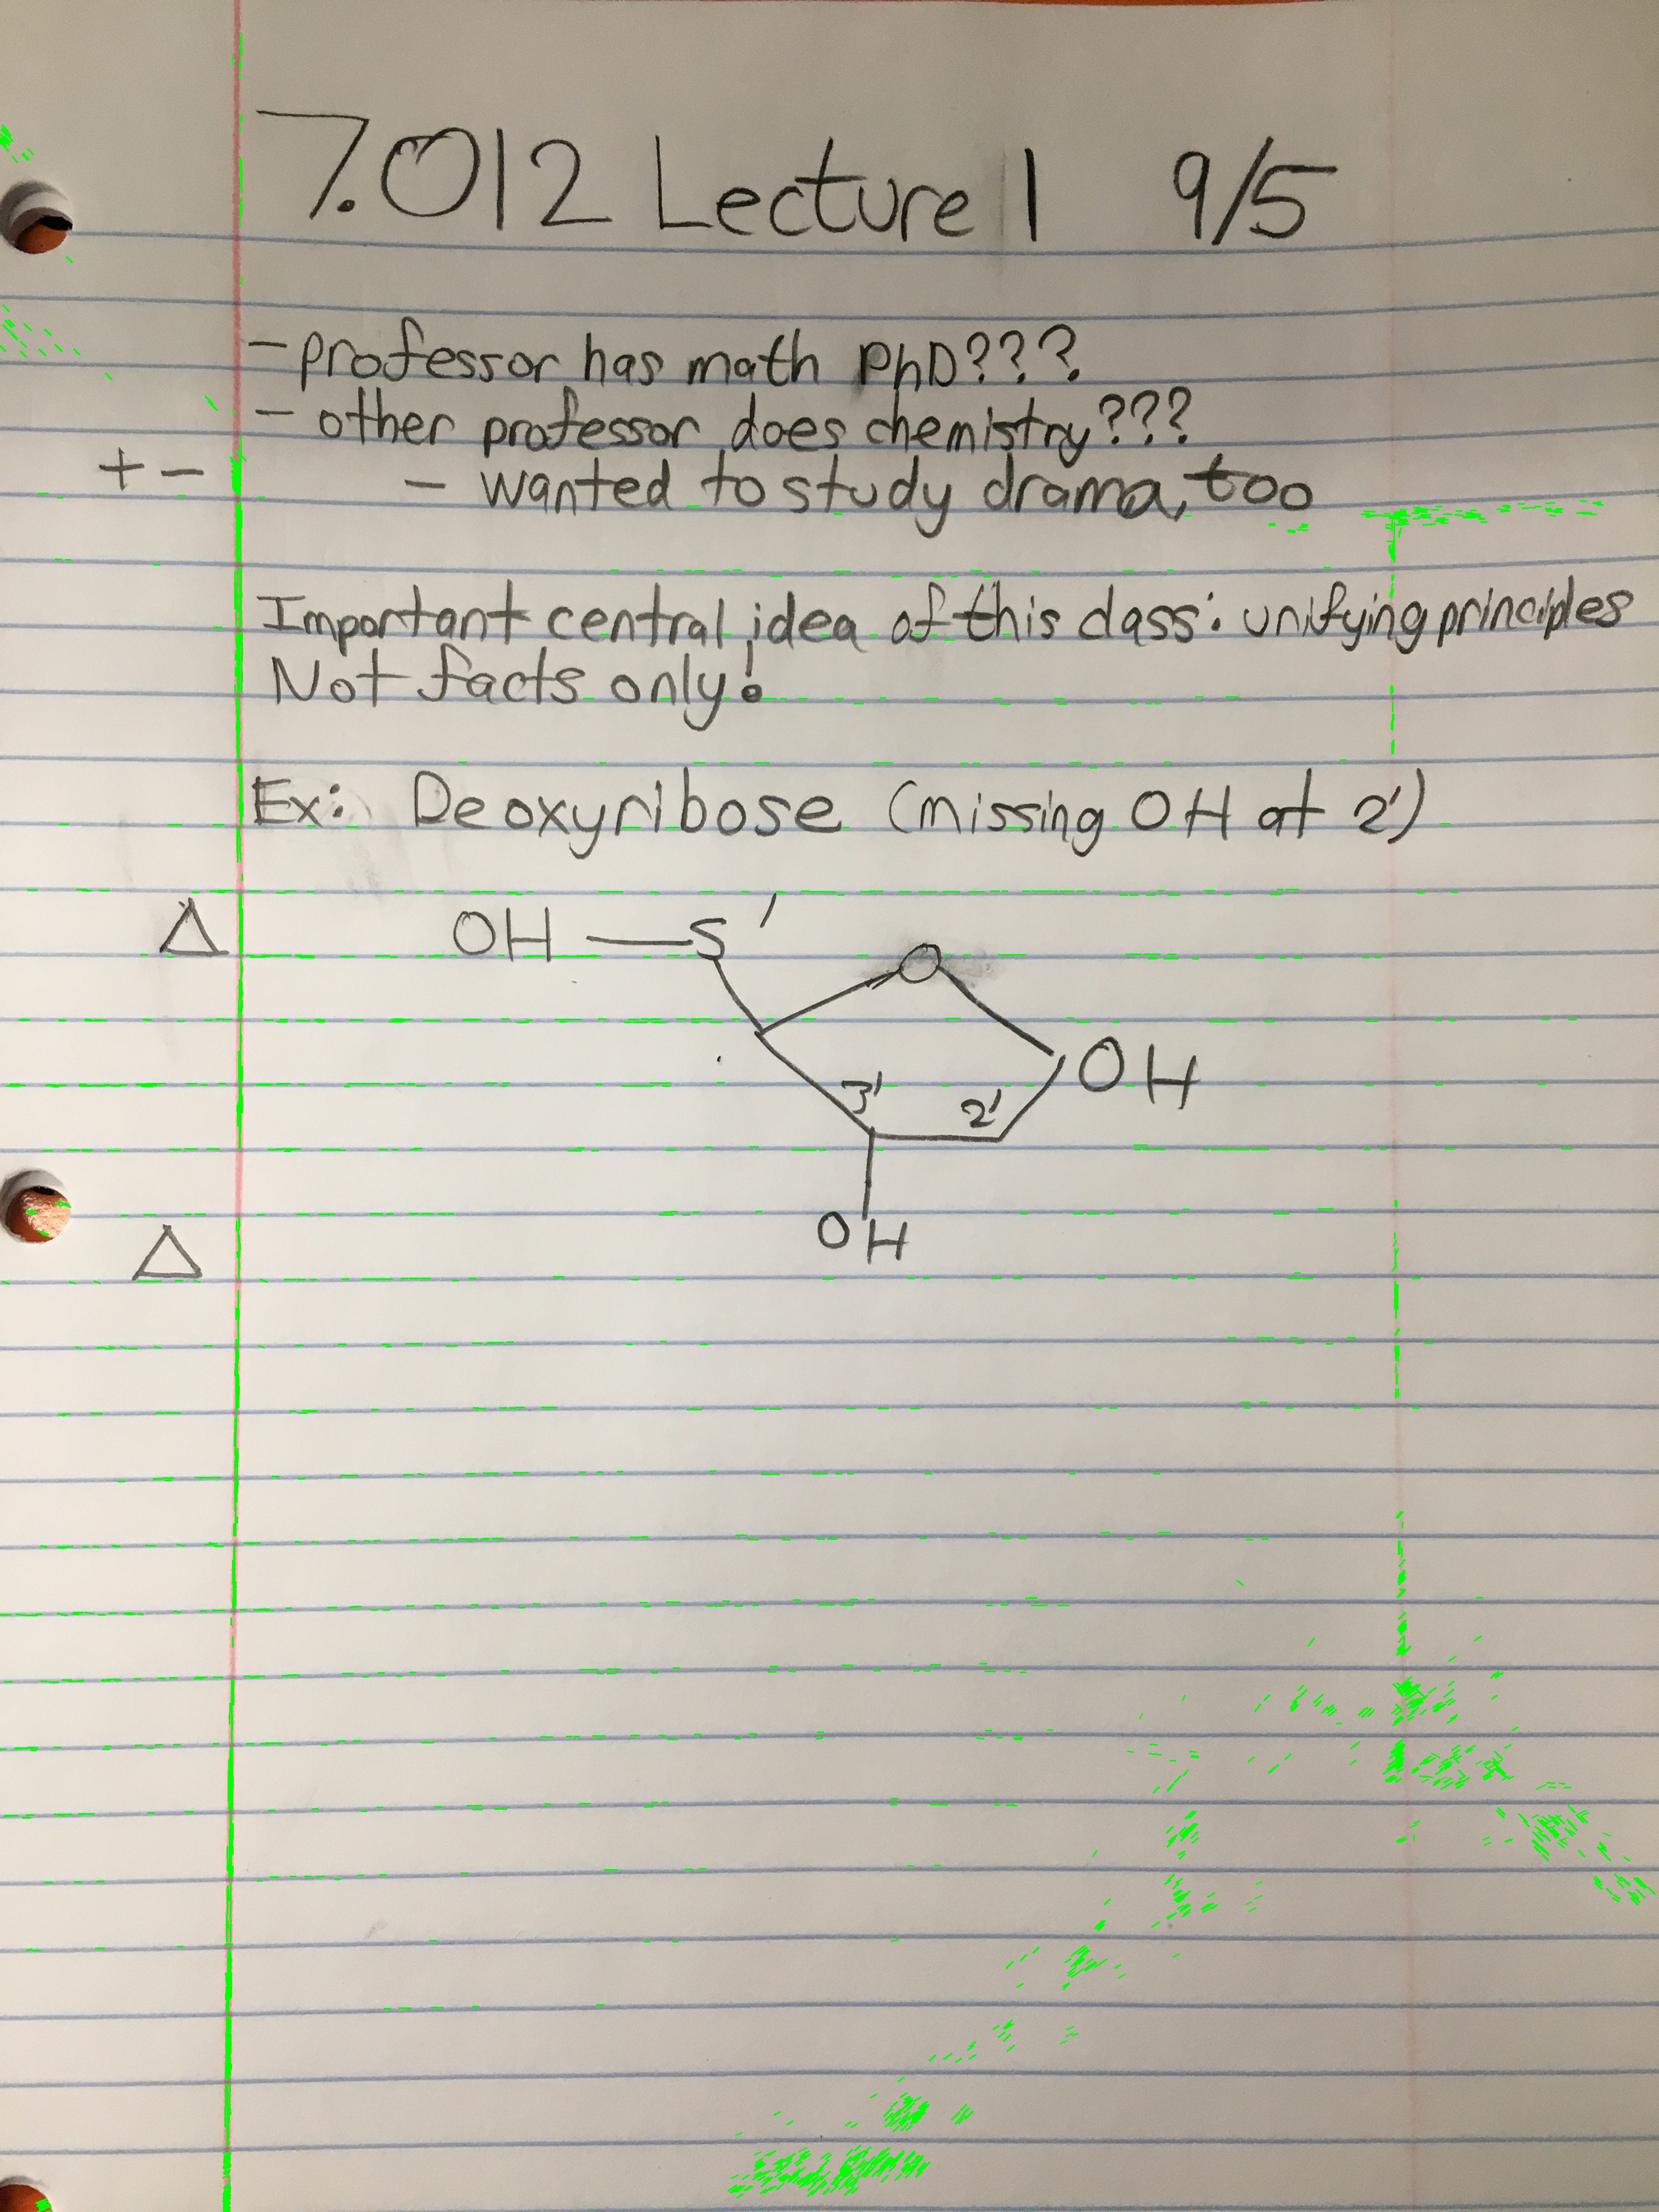 7.012 Lecture 1 9/5
- professor has math PhD???
- other professor does chemistry???
+ - - wanted to study drama, too
Important central idea of this class: unifying principles
Not facts only!
Ex: Deoxyribose (missing OH at 2')
Δ OH 5' O
3' 2' OH
Δ OH